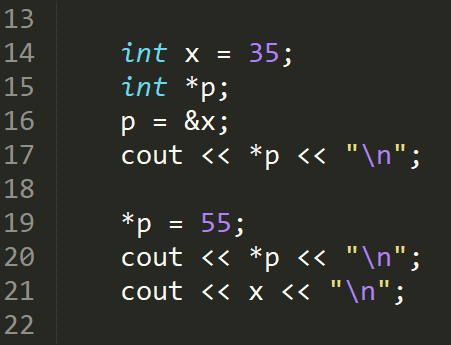 13
14 int x = 35;
15 int *p;
16 p = &x;
17 cout << *p << "\n";
18
19 *p = 55;
20 cout << *p << "\n";
21 cout << x << "\n";
22